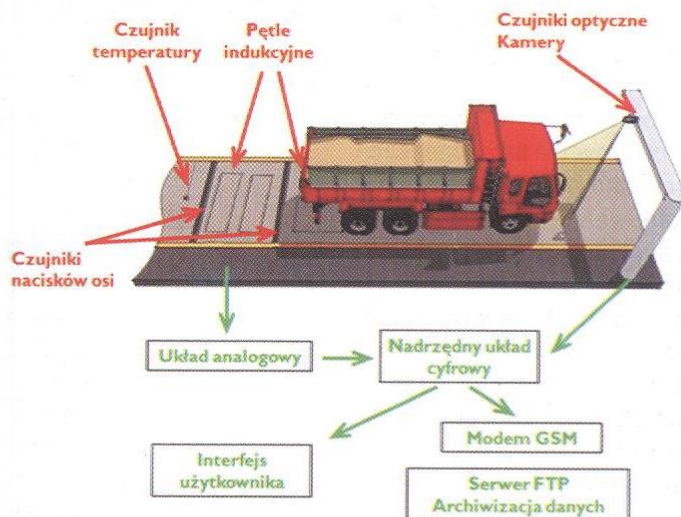 Czujnik
temperatury
Pętle
indukcyjne
Czujniki optyczne
Kamery
Czujniki
nacisków osi
Układ analogowy
Nadrzędny układ
cyfrowy
Interfejs
użytkownika
Modem GSM
Serwer FTP
Archiwizacja danych